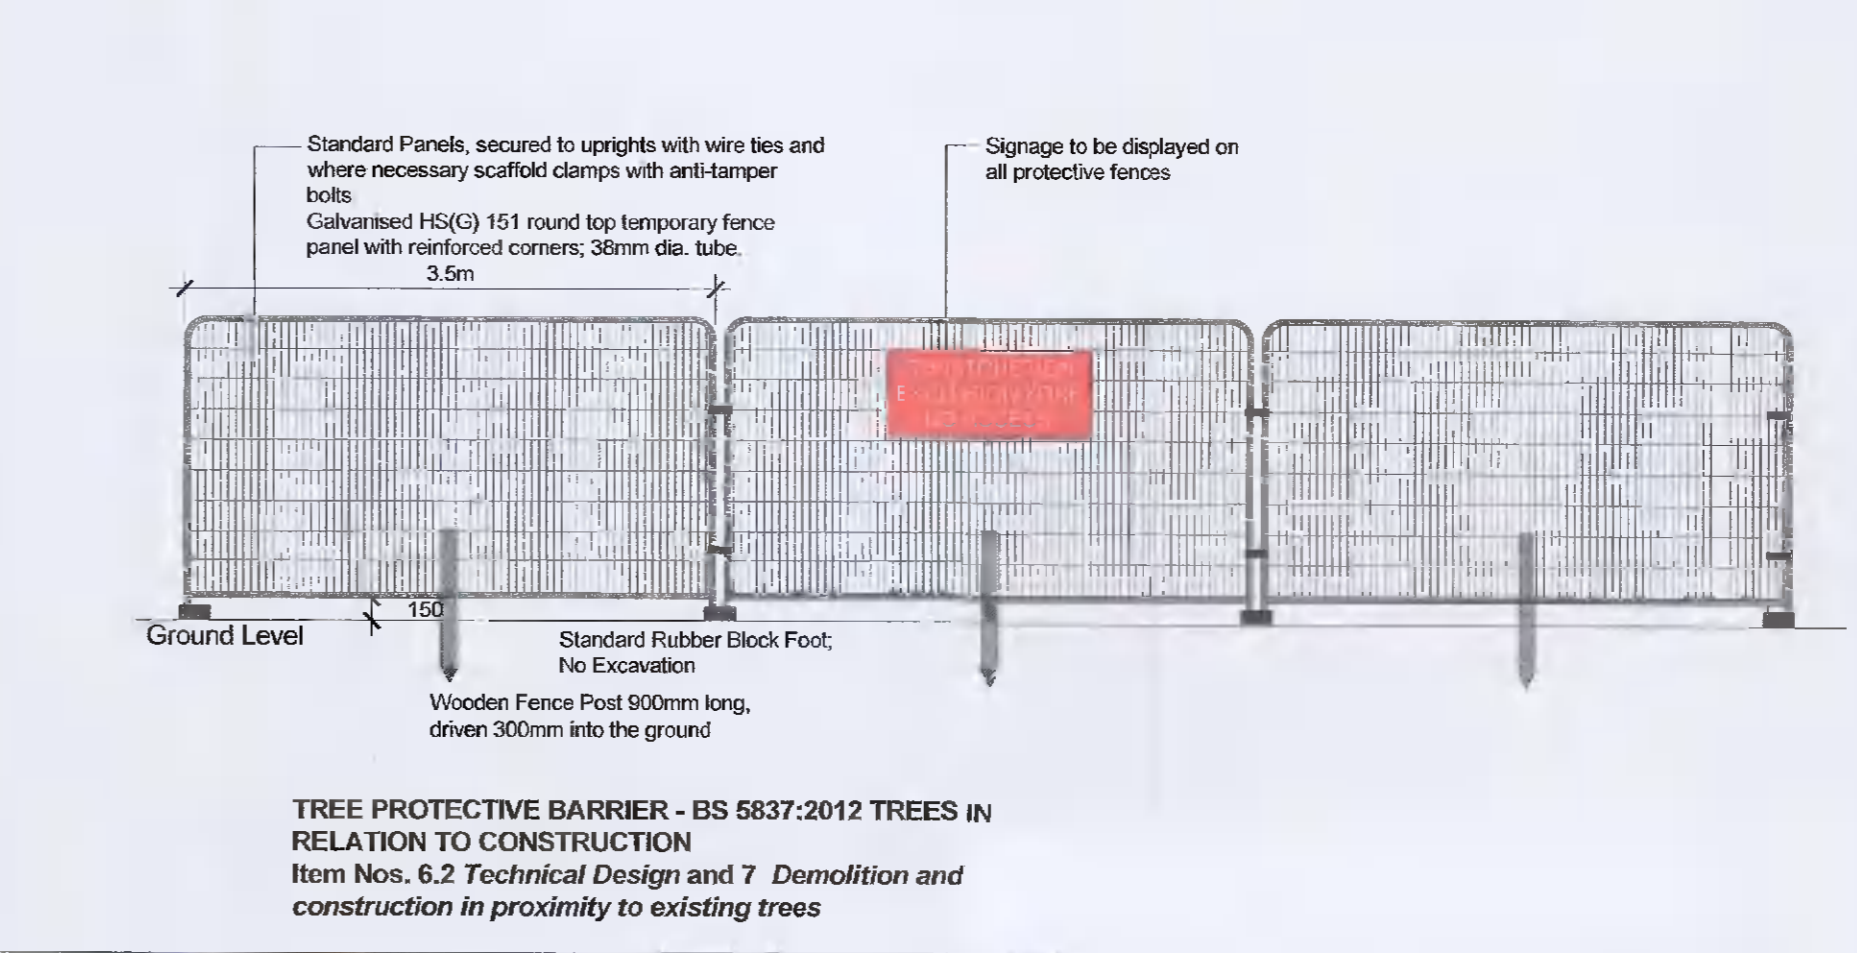 Standard Panels, secured to uprights with wire ties and
where necessary scaffold clamps with anti-tamper
bolts
Galvanised HS(G) 151 round top temporary fence
panel with reinforced corners; 38mm dia. tube.
3.5m
Signage to be displayed on
all protective fences
150
Ground Level
Standard Rubber Block Foot;
No Excavation
Wooden Fence Post 900mm long,
driven 300mm into the ground
TREE PROTECTIVE BARRIER - BS 5837:2012 TREES IN
RELATION TO CONSTRUCTION
Item Nos. 6.2 Technical Design and 7 Demolition and
construction in proximity to existing trees